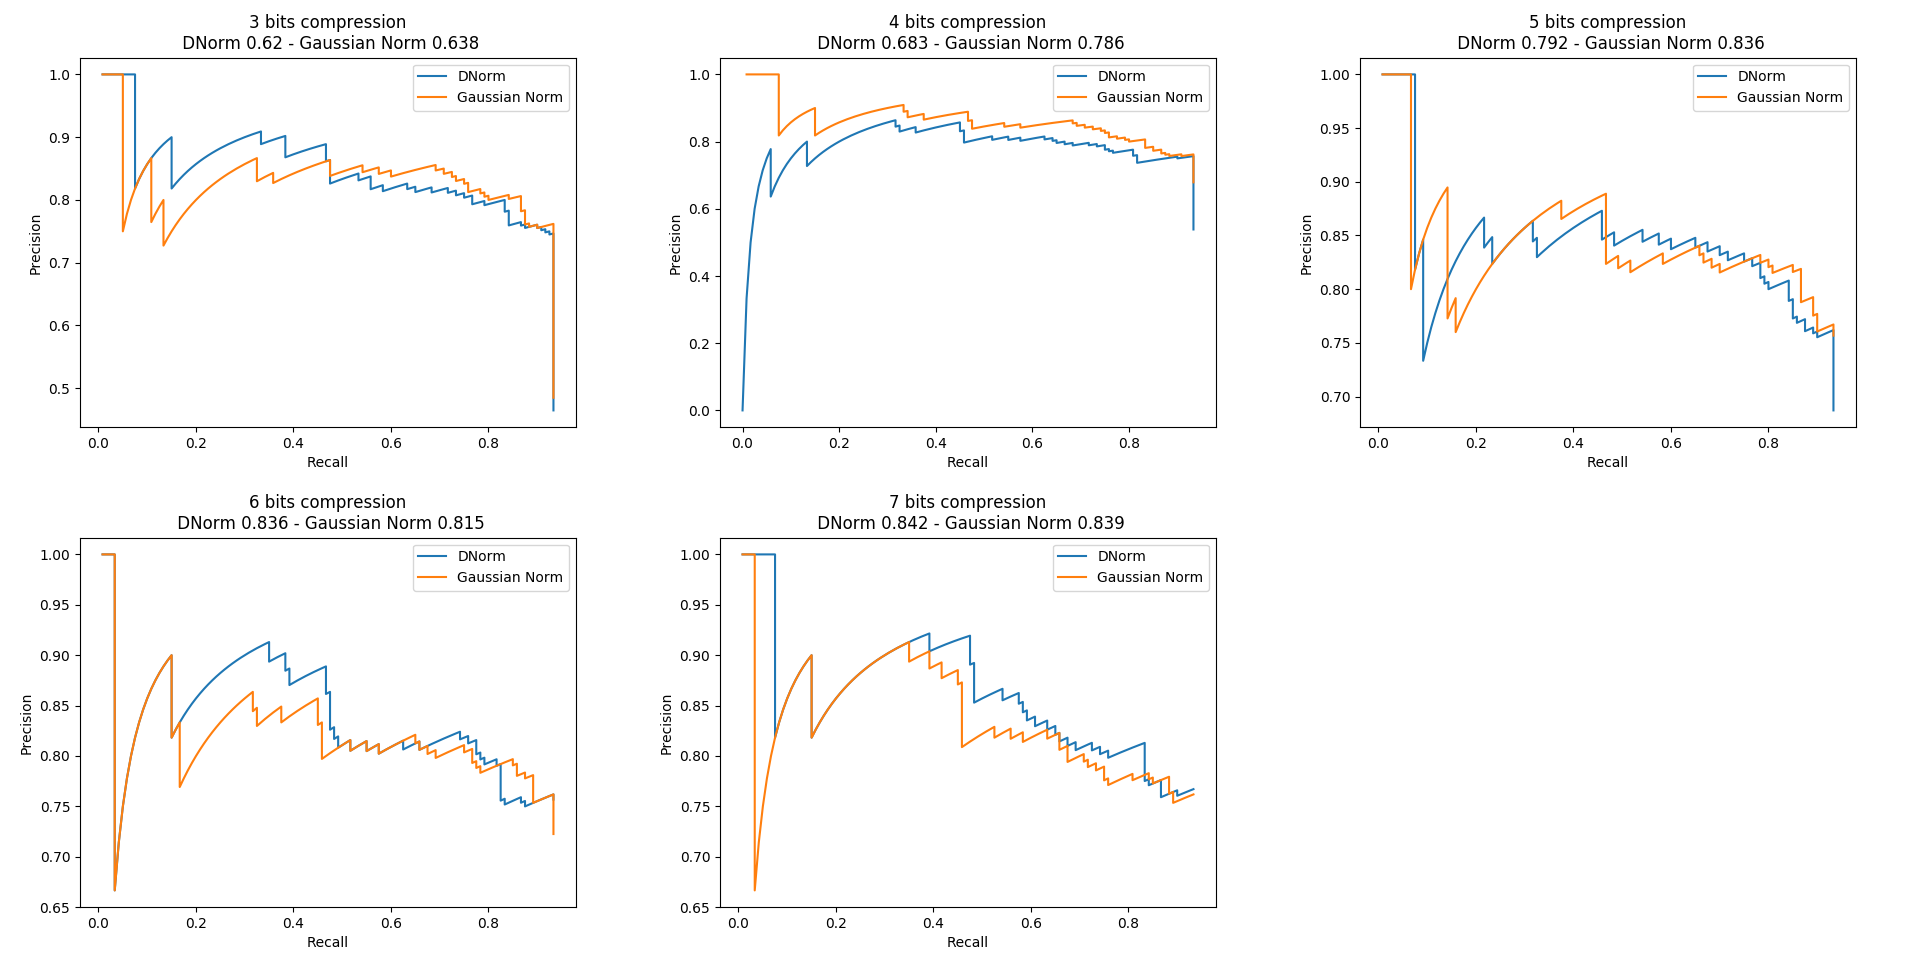 3 bits compression
DNorm 0.62 - Gaussian Norm 0.638
1.0
0.9
0.8
0.7
0.6
0.5
Precision
DNorm
Gaussian Norm
0.0 0.2 0.4 0.6 0.8
Recall
4 bits compression
DNorm 0.683 - Gaussian Norm 0.786
1.0
0.8
0.6
0.4
0.2
0.0
Precision
DNorm
Gaussian Norm
0.0 0.2 0.4 0.6 0.8
Recall
5 bits compression
DNorm 0.792 - Gaussian Norm 0.836
1.00
0.95
0.90
0.85
0.80
0.75
0.70
Precision
DNorm
Gaussian Norm
0.0 0.2 0.4 0.6 0.8
Recall
6 bits compression
DNorm 0.836 - Gaussian Norm 0.815
1.00
0.95
0.90
0.85
0.80
0.75
0.70
0.65
Precision
DNorm
Gaussian Norm
0.0 0.2 0.4 0.6 0.8
Recall
7 bits compression
DNorm 0.842 - Gaussian Norm 0.839
1.00
0.95
0.90
0.85
0.80
0.75
0.70
0.65
Precision
DNorm
Gaussian Norm
0.0 0.2 0.4 0.6 0.8
Recall